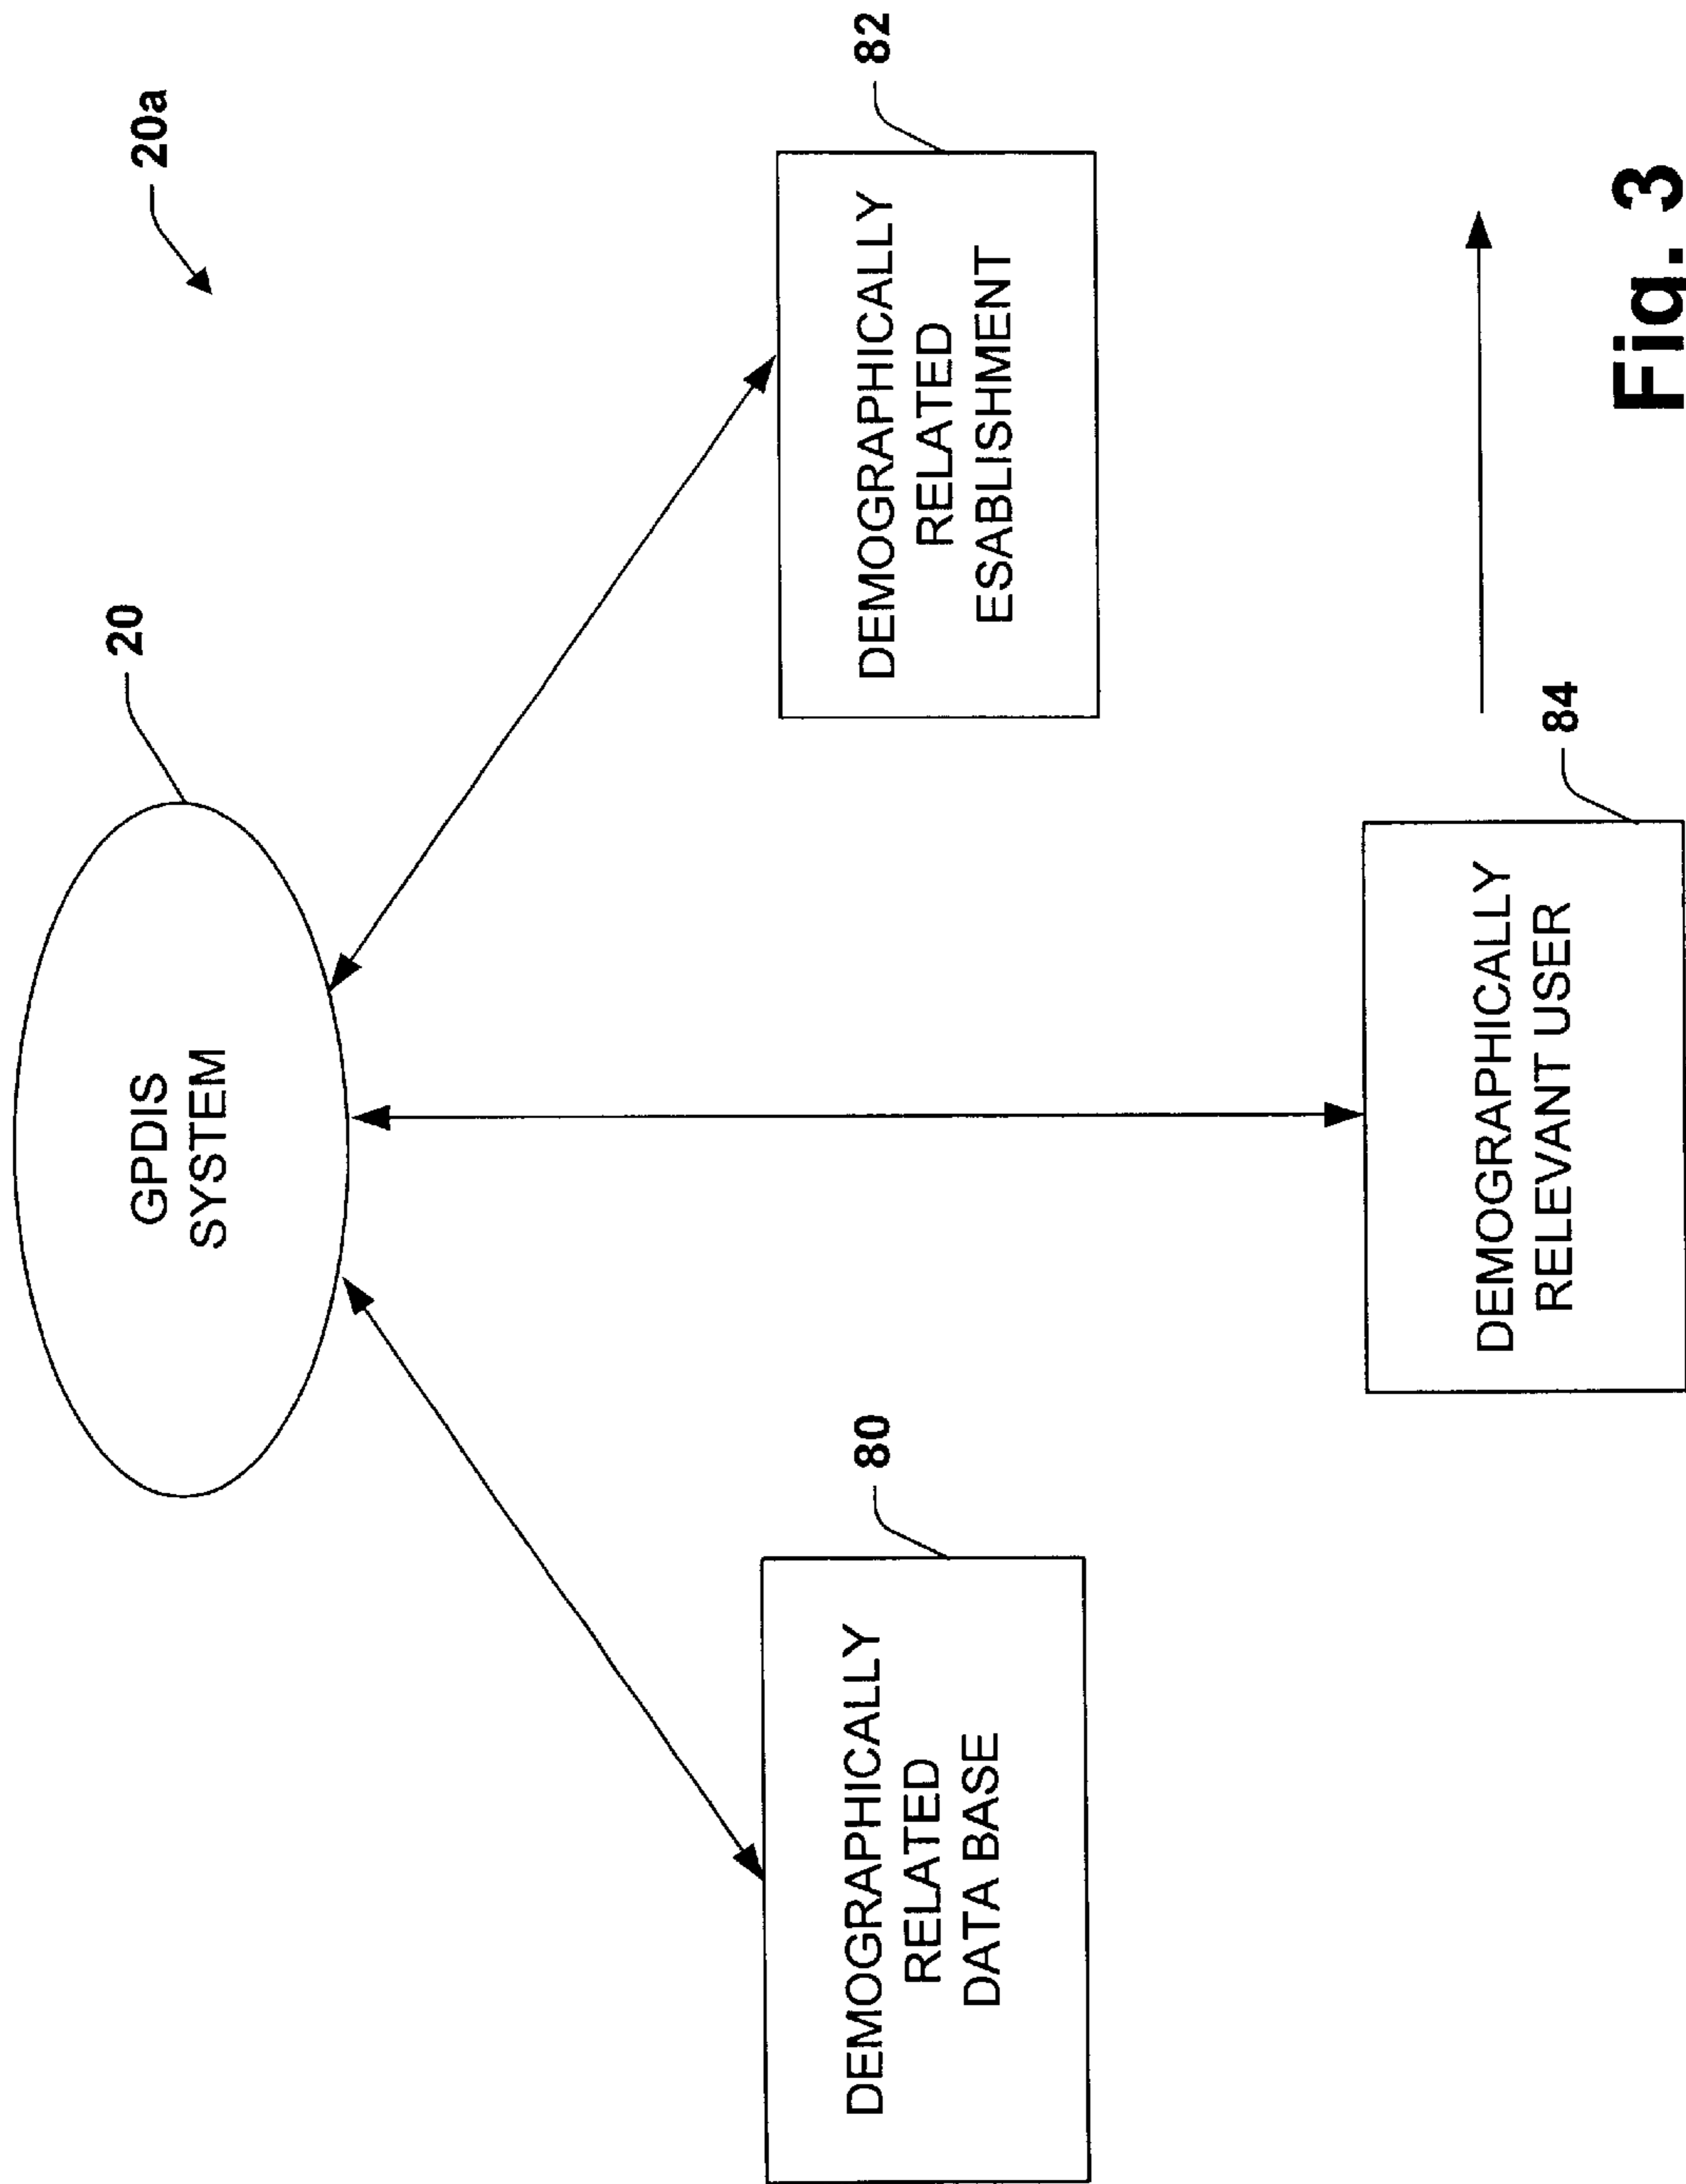 20a
20
GPDIS
SYSTEM
82
DEMOGRAPHICALLY
RELATED
ESABLISHMENT
80
DEMOGRAPHICALLY
RELATED
DATA BASE
84
DEMOGRAPHICALLY
RELEVANT USER
Fig. 3